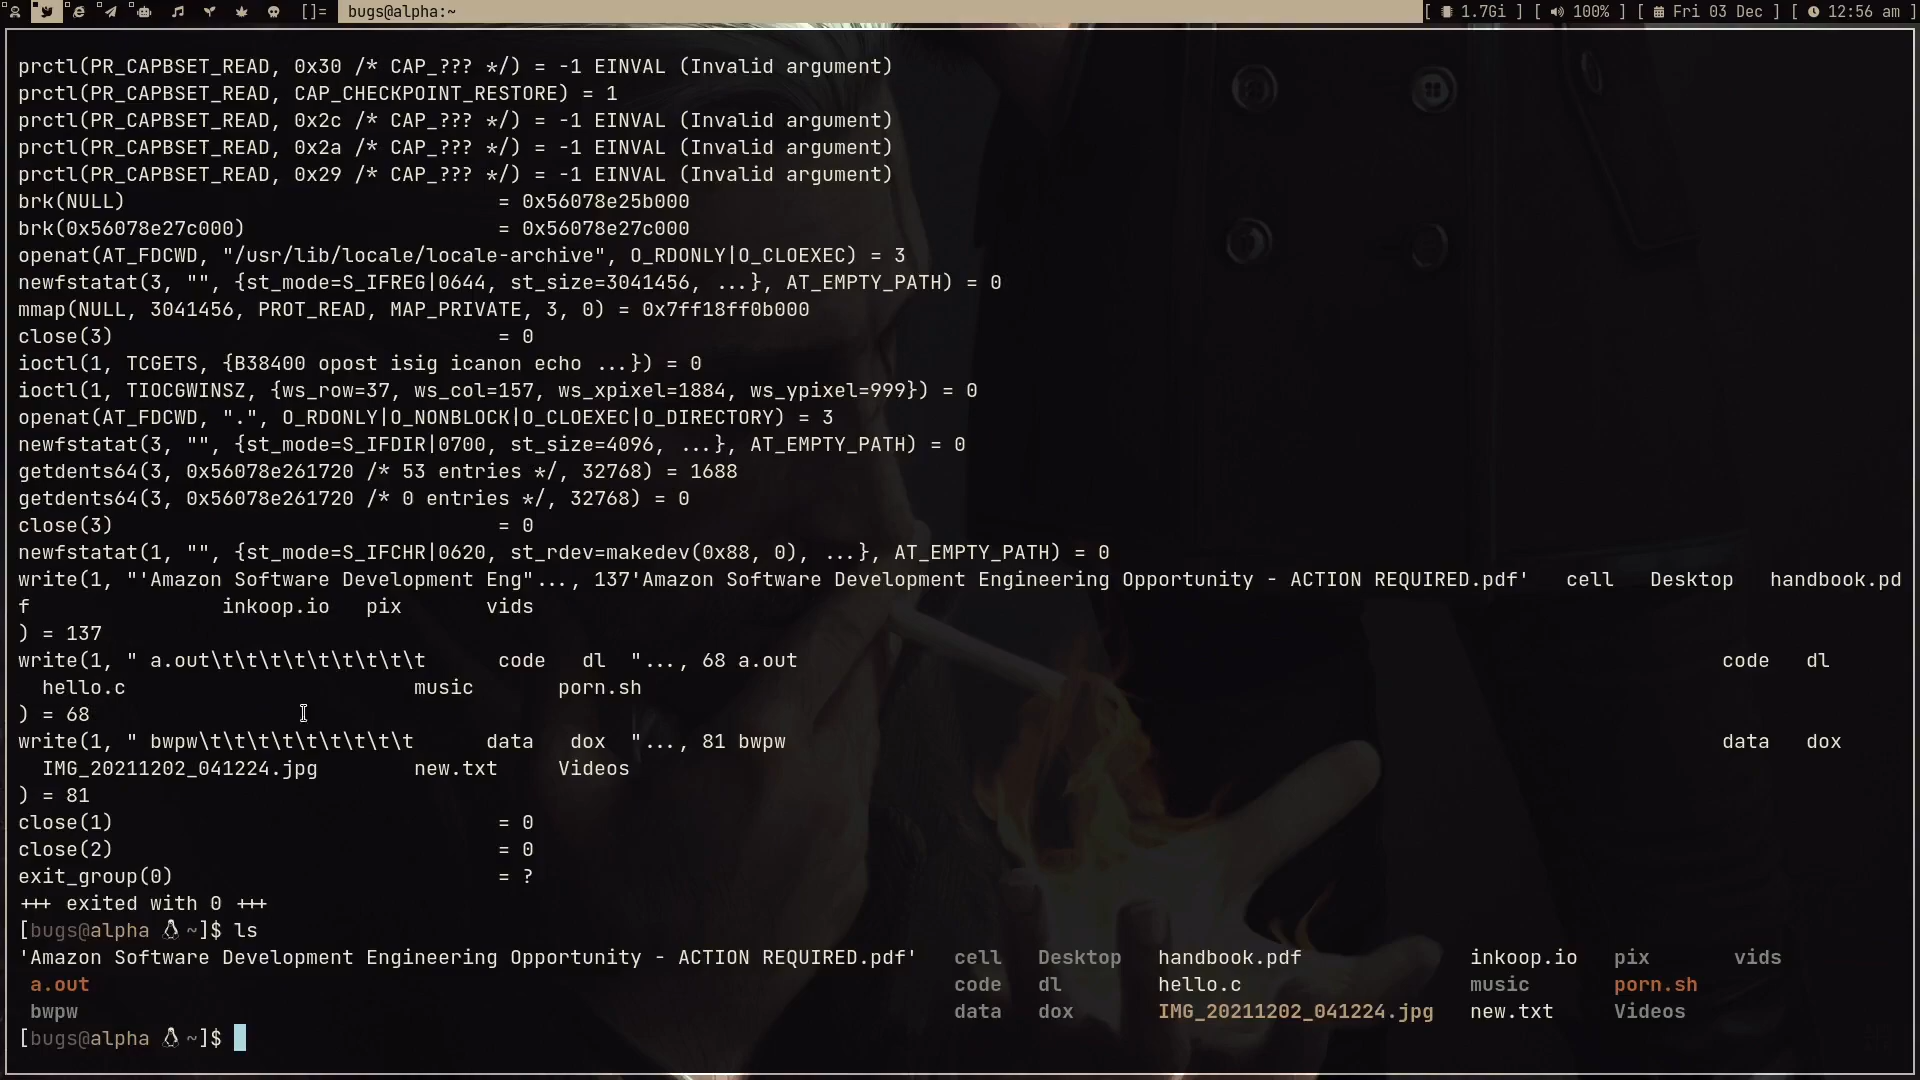 []= bugs@alpha:~ [ 1.7Gi ] [ 100% ] [ Fri 03 Dec ] [ 12:56 am ]
prctl(PR_CAPBSET_READ, 0x30 /* CAP_??? */) = -1 EINVAL (Invalid argument)
prctl(PR_CAPBSET_READ, CAP_CHECKPOINT_RESTORE) = 1
prctl(PR_CAPBSET_READ, 0x2c /* CAP_??? */) = -1 EINVAL (Invalid argument)
prctl(PR_CAPBSET_READ, 0x2a /* CAP_??? */) = -1 EINVAL (Invalid argument)
prctl(PR_CAPBSET_READ, 0x29 /* CAP_??? */) = -1 EINVAL (Invalid argument)
brk(NULL) = 0x56078e25b000
brk(0x56078e27c000) = 0x56078e27c000
openat(AT_FDCWD, "/usr/lib/locale/locale-archive", O_RDONLY|O_CLOEXEC) = 3
newfstatat(3, "", {st_mode=S_IFREG|0644, st_size=3041456, ...}, AT_EMPTY_PATH) = 0
mmap(NULL, 3041456, PROT_READ, MAP_PRIVATE, 3, 0) = 0x7ff18ff0b000
close(3) = 0
ioctl(1, TCGETS, {B38400 opost isig icanon echo ...}) = 0
ioctl(1, TIOCGWINSZ, {ws_row=37, ws_col=157, ws_xpixel=1884, ws_ypixel=999}) = 0
openat(AT_FDCWD, ".", O_RDONLY|O_NONBLOCK|O_CLOEXEC|O_DIRECTORY) = 3
newfstatat(3, "", {st_mode=S_IFDIR|0700, st_size=4096, ...}, AT_EMPTY_PATH) = 0
getdents64(3, 0x56078e261720 /* 53 entries */, 32768) = 1688
getdents64(3, 0x56078e261720 /* 0 entries */, 32768) = 0
close(3) = 0
newfstatat(1, "", {st_mode=S_IFCHR|0620, st_rdev=makedev(0x88, 0), ...}, AT_EMPTY_PATH) = 0
write(1, "'Amazon Software Development Eng"..., 137'Amazon Software Development Engineering Opportunity - ACTION REQUIRED.pdf' cell Desktop handbook.pd
f inkoop.io pix vids
) = 137
write(1, " a.out\t\t\t\t\t\t\t\t\t code dl "..., 68 a.out code dl
hello.c music porn.sh
) = 68
write(1, " bwpw\t\t\t\t\t\t\t\t\t data dox "..., 81 bwpw data dox
IMG_20211202_041224.jpg new.txt Videos
) = 81
close(1) = 0
close(2) = 0
exit_group(0) = ?
+++ exited with 0 +++
[bugs@alpha ~]$ ls
'Amazon Software Development Engineering Opportunity - ACTION REQUIRED.pdf' cell Desktop handbook.pdf inkoop.io pix vids
a.out code dl hello.c music porn.sh
bwpw data dox IMG_20211202_041224.jpg new.txt Videos
[bugs@alpha ~]$